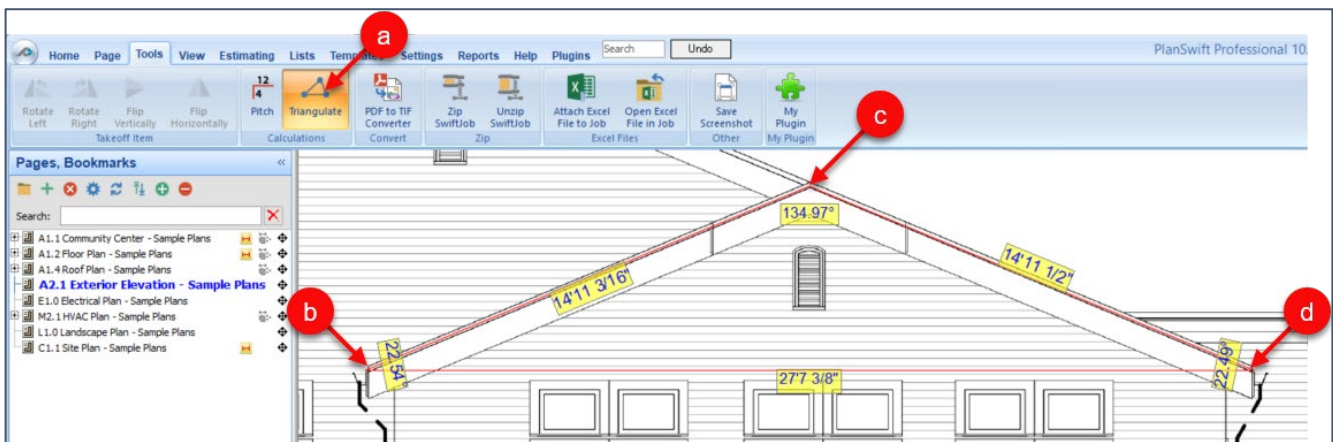 a
Home Page Tools View Estimating Lists Settings Reports Help Plugins Search Undo PlanSwift Professional 10.
Rotate Left
Rotate Right
Flip Vertically
Flip Horizontally
12
4
Pitch
Triangulate
PDF to TIF Converter
Zip SwiftJob
Unzip SwiftJob
Attach Excel File to Job
Open Excel File in Job
Save Screenshot
My Plugin
Takeoff Item Calculations Convert Zip Excel Files Other My Plugin
Pages, Bookmarks
Search:
A1.1 Community Center - Sample Plans
A1.2 Floor Plan - Sample Plans
A1.4 Roof Plan - Sample Plans
A2.1 Exterior Elevation - Sample Plans
E1.0 Electrical Plan - Sample Plans
M2.1 HVAC Plan - Sample Plans
L1.0 Landscape Plan - Sample Plans
C1.1 Site Plan - Sample Plans
c
134.97°
14'11 3/16"
14'11 1/2"
b
d
22.54°
27'7 3/8"
22.49°